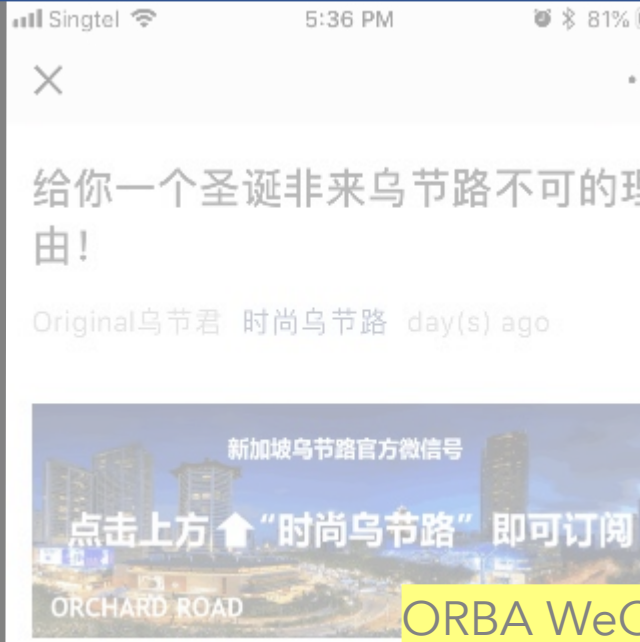 Singtel 5:36 PM 81%
给你一个圣诞非来乌节路不可的理
由！
Original乌节君 时尚乌节路 day(s) ago
新加坡乌节路官方微信号
点击上方“时尚乌节路”即可订阅
ORCHARD ROAD
ORBA WeC